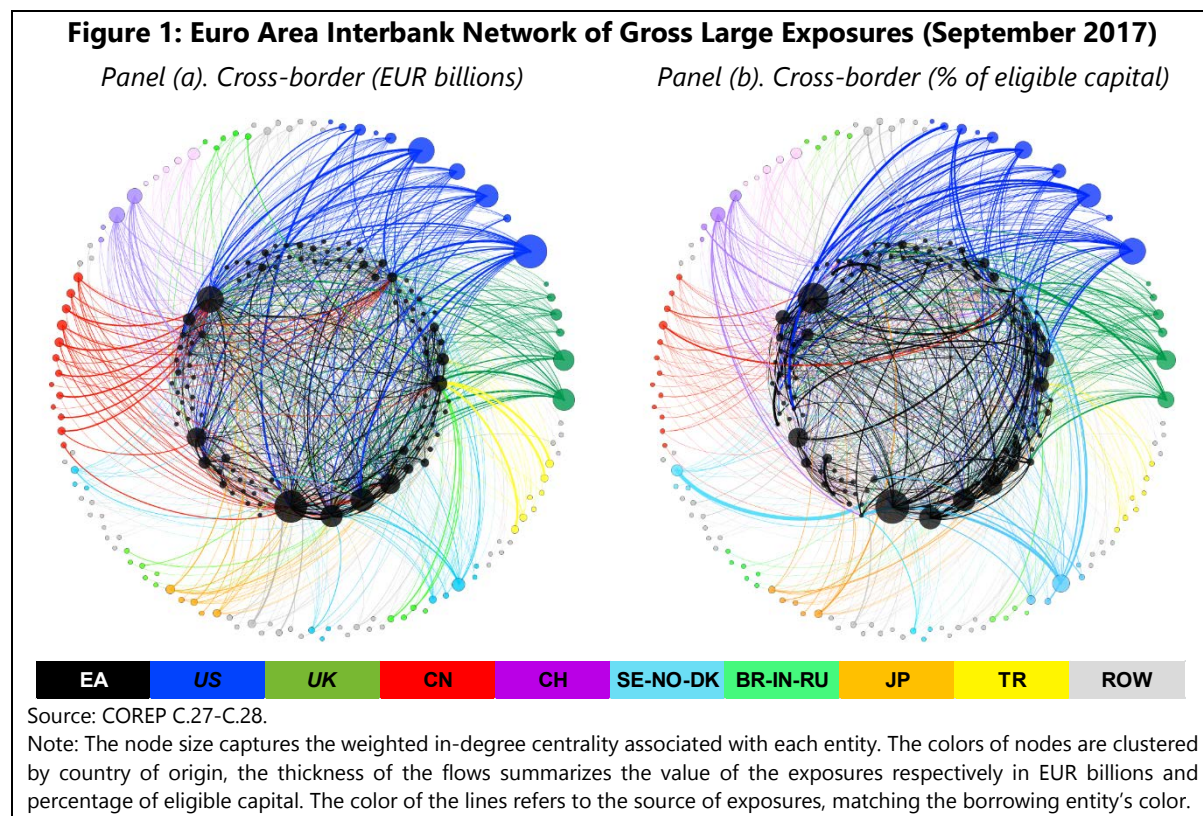 Figure 1: Euro Area Interbank Network of Gross Large Exposures (September 2017)
Panel (a). Cross-border (EUR billions)
Panel (b). Cross-border (% of eligible capital)
EA US UK CN CH SE-NO-DK BR-IN-RU JP TR ROW
Source: COREP C.27-C.28.
Note: The node size captures the weighted in-degree centrality associated with each entity. The colors of nodes are clustered
by country of origin, the thickness of the flows summarizes the value of the exposures respectively in EUR billions and
percentage of eligible capital. The color of the lines refers to the source of exposures, matching the borrowing entity's color.